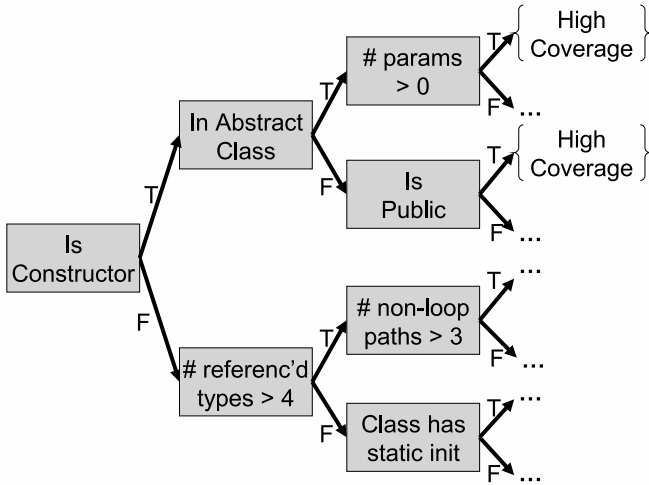 Is
Constructor
T
F
In Abstract
Class
T
F
# referenc'd
types > 4
T
F
# params
> 0
T
F
Is
Public
T
F
# non-loop
paths > 3
T
F
Class has
static init
T
F
High
Coverage
...
High
Coverage
...
...
...
...
...